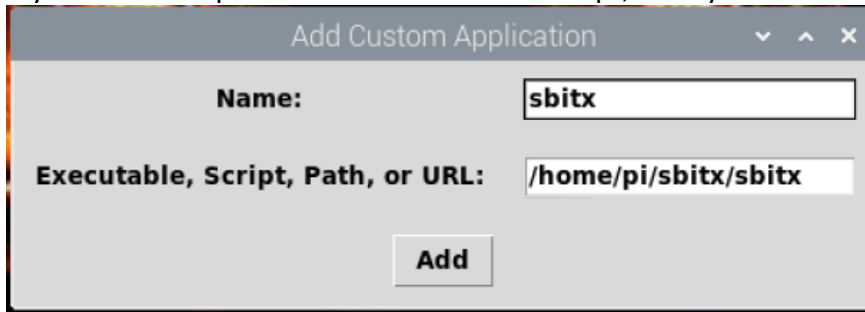 Add Custom Application
Name: sbitx
Executable, Script, Path, or URL: /home/pi/sbitx/sbitx
Add